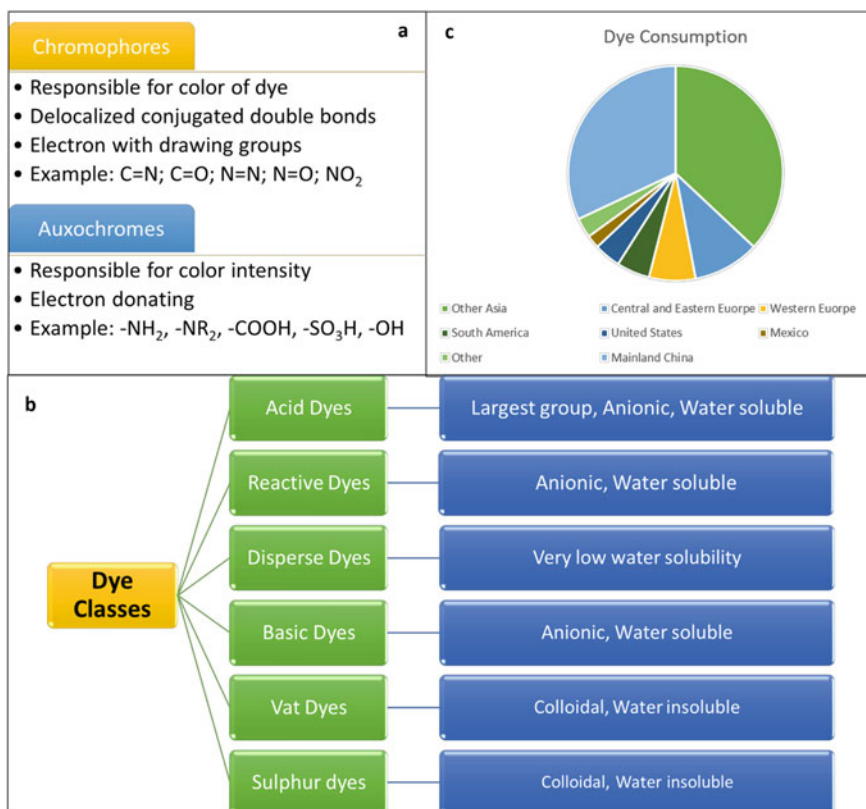 a
Chromophores
• Responsible for color of dye
• Delocalized conjugated double bonds
• Electron with drawing groups
• Example: C=N; C=O; N=N; N=O; NO₂
Auxochromes
• Responsible for color intensity
• Electron donating
• Example: -NH₂, -NR₂, -COOH, -SO₃H, -OH
c
Dye Consumption
Other Asia
Central and Eastern Euorpe
Western Euorpe
South America
United States
Mexico
Other
Mainland China
b
Dye
Classes
Acid Dyes
Largest group, Anionic, Water soluble
Reactive Dyes
Anionic, Water soluble
Disperse Dyes
Very low water solubility
Basic Dyes
Anionic, Water soluble
Vat Dyes
Colloidal, Water insoluble
Sulphur dyes
Colloidal, Water insoluble